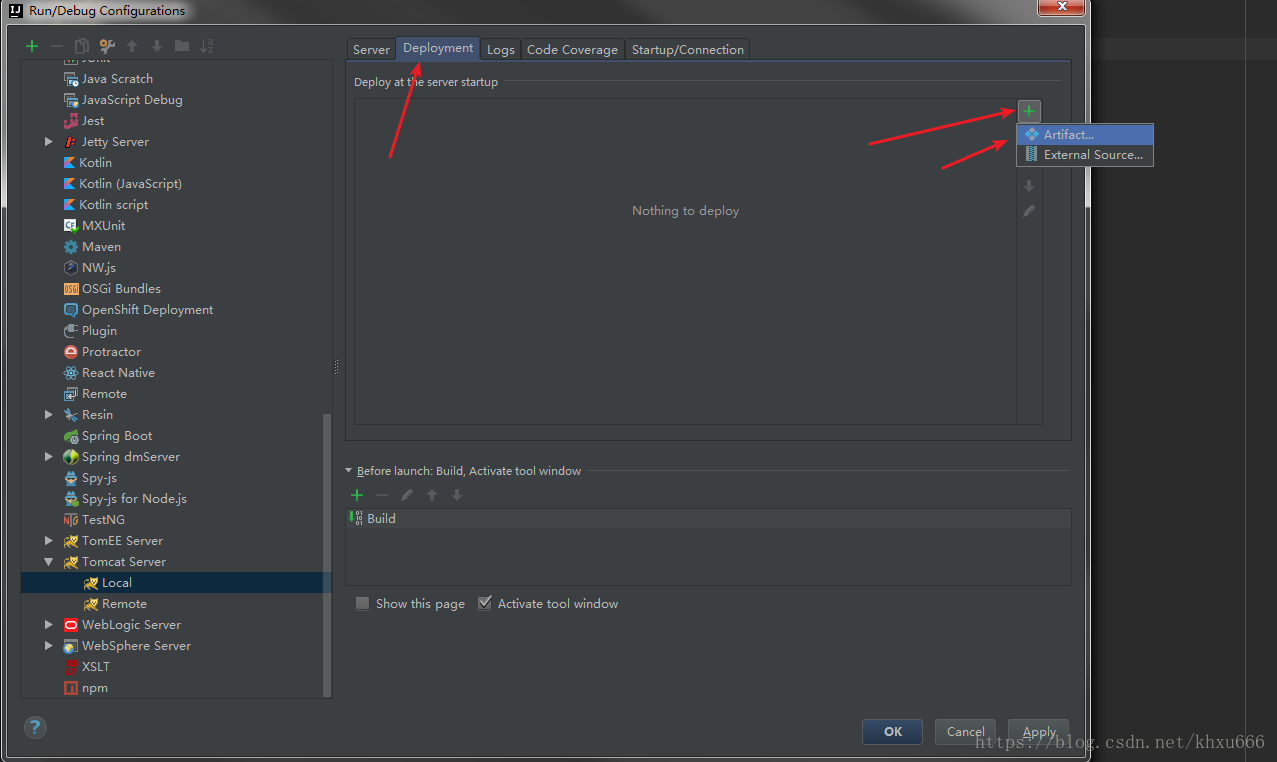 Run/Debug Configurations
JUnit
Java Scratch
JavaScript Debug
Jest
Jetty Server
Kotlin
Kotlin (JavaScript)
Kotlin script
MXUnit
Maven
NW.js
OSGi Bundles
OpenShift Deployment
Plugin
Protractor
React Native
Remote
Resin
Spring Boot
Spring dmServer
Spy-js
Spy-js for Node.js
TestNG
TomEE Server
Tomcat Server
Local
Remote
WebLogic Server
WebSphere Server
XSLT
npm
Server Deployment Logs Code Coverage Startup/Connection
Deploy at the server startup
Artifact...
External Source...
Nothing to deploy
Before launch: Build, Activate tool window
Build
Show this page Activate tool window
OK Cancel Apply
https://blog.csdn.net/khxu666